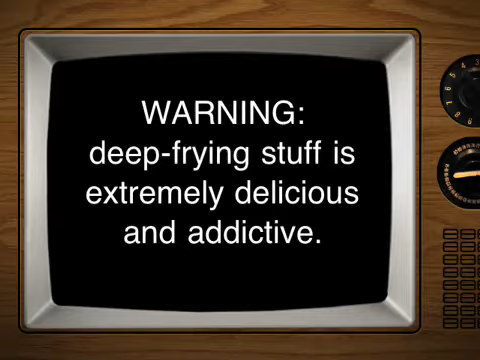 WARNING:
deep-frying stuff is
extremely delicious
and addictive.